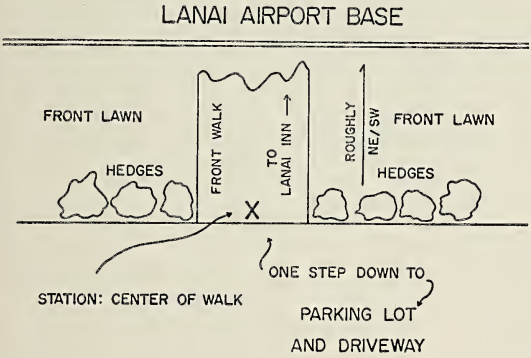 LANAI AIRPORT BASE
FRONT LAWN
HEDGES
FRONT WALK
TO
LANAI INN →
ROUGHLY
NE/SW
FRONT LAWN
HEDGES
X
STATION: CENTER OF WALK
ONE STEP DOWN TO
PARKING LOT
AND DRIVEWAY